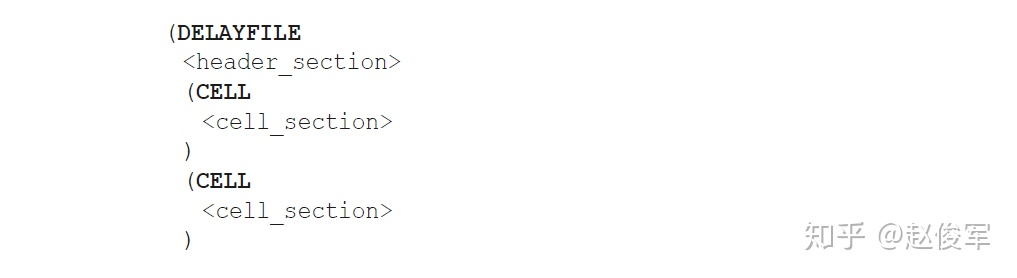 (DELAYFILE
<header_section>
(CELL
<cell_section>
)
(CELL
<cell_section>
)
知乎 @赵俊军